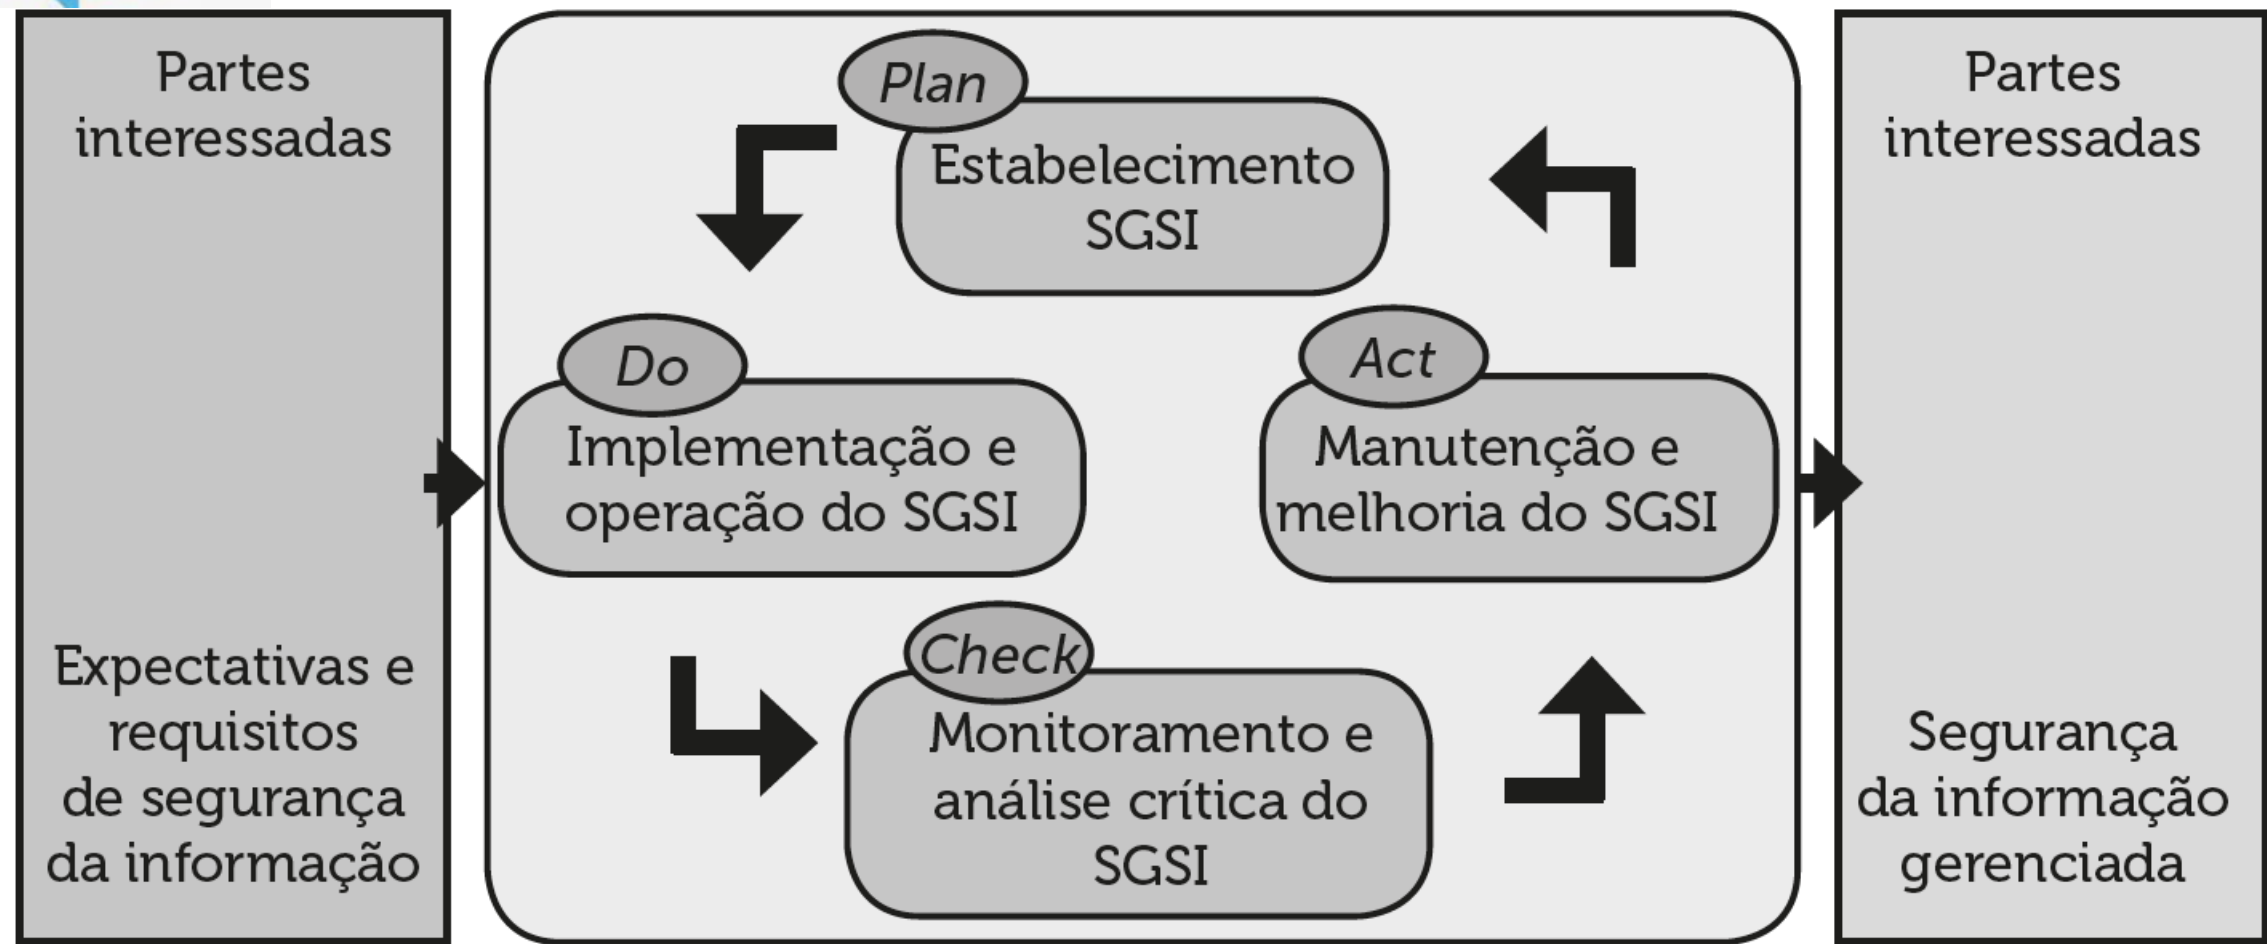 Partes
interessadas
Expectativas e
requisitos
de segurança
da informação
Plan
Estabelecimento
SGSI
Do
Implementação e
operação do SGSI
Check
Monitoramento e
análise crítica do
SGSI
Act
Manutenção e
melhoria do SGSI
Partes
interessadas
Segurança
da informação
gerenciada